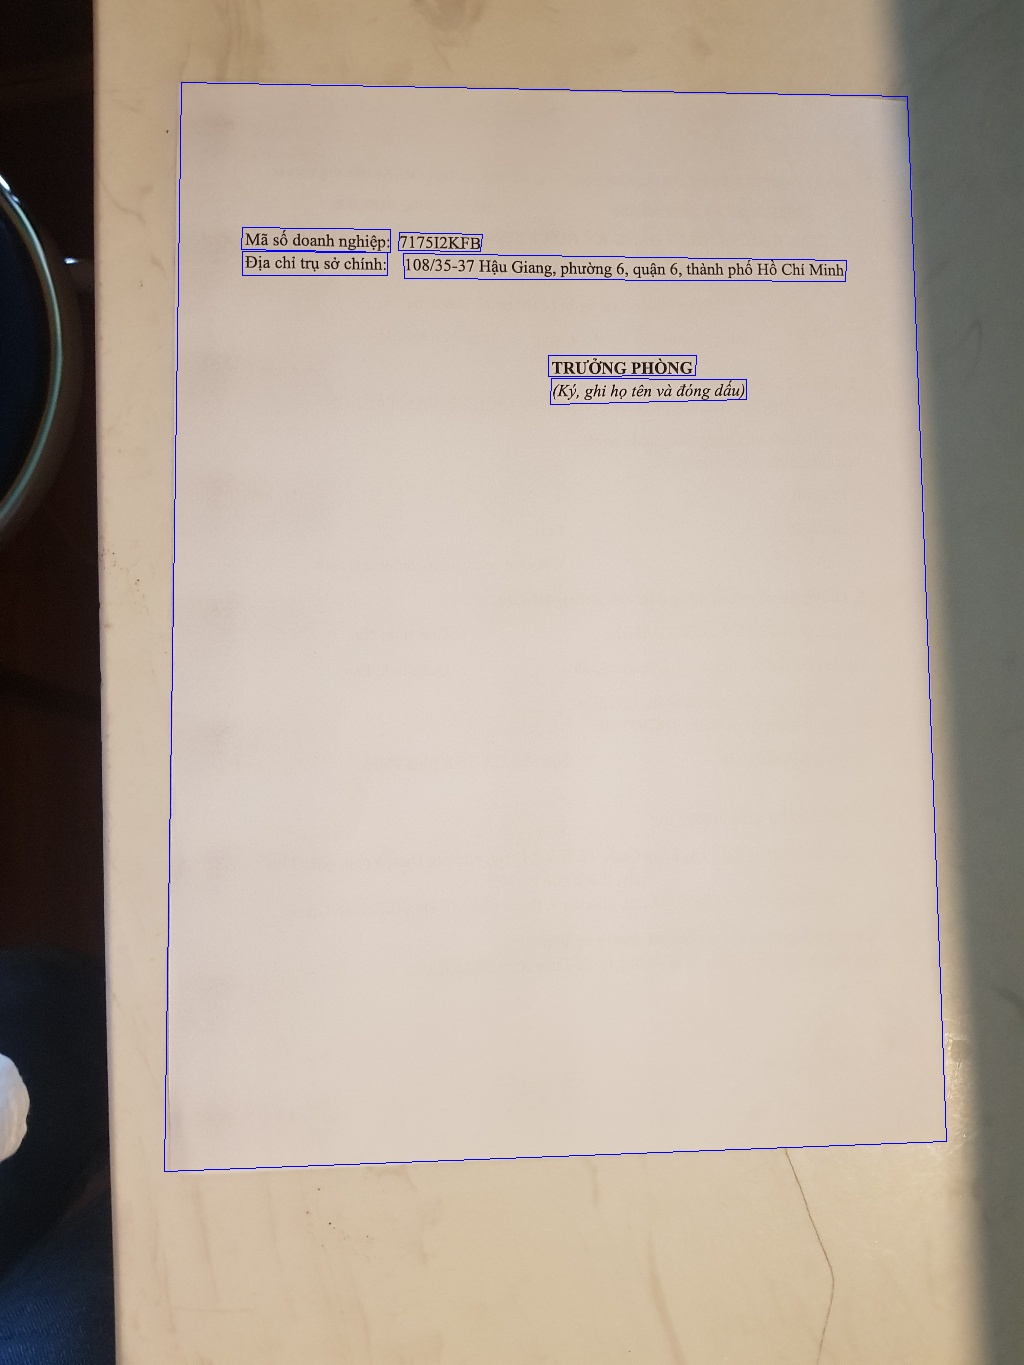 Mã số doanh nghiệp: 7175I2KFB
Địa chỉ trụ sở chính: 108/35-37 Hậu Giang, phường 6, quận 6, thành phố Hồ Chí Minh
TRƯỞNG PHÒNG
(Ký, ghi họ tên và đóng dấu)